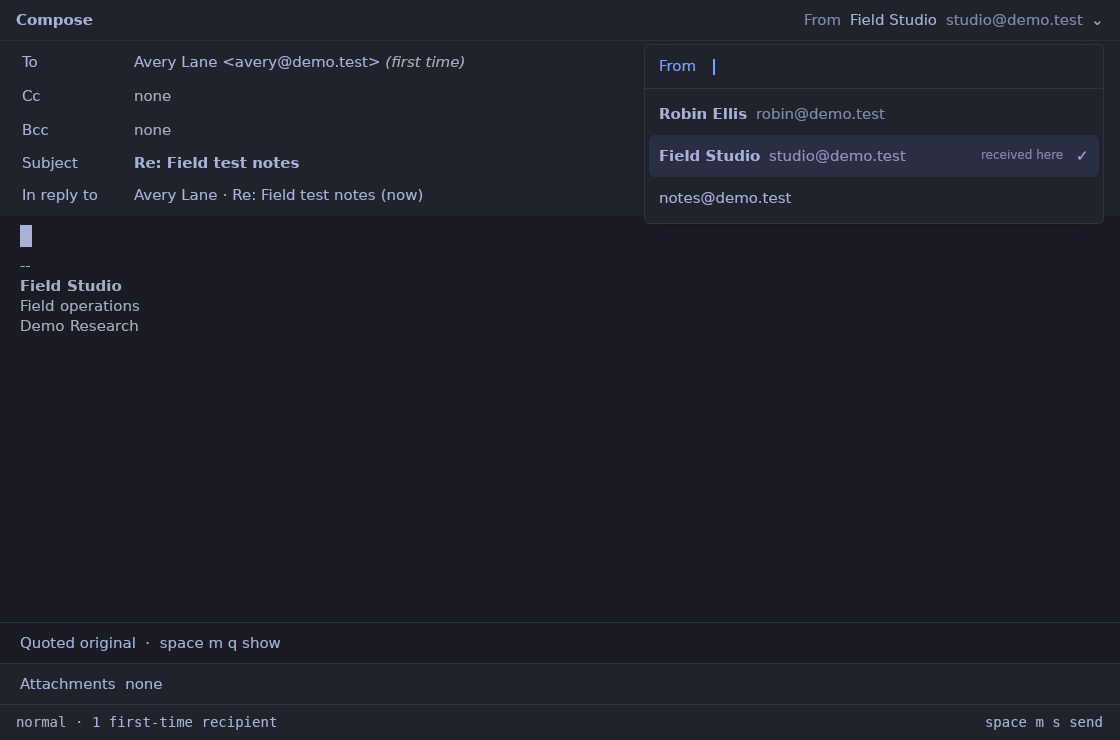 Compose
From Field Studio studio@demo.test
To Avery Lane <avery@demo.test> (first time)
Cc none
Bcc none
Subject Re: Field test notes
In reply to Avery Lane · Re: Field test notes (now)
From
Robin Ellis robin@demo.test
Field Studio studio@demo.test received here ✓
notes@demo.test
--
Field Studio
Field operations
Demo Research
Quoted original · space m q show
Attachments none
normal · 1 first-time recipient
space m s send